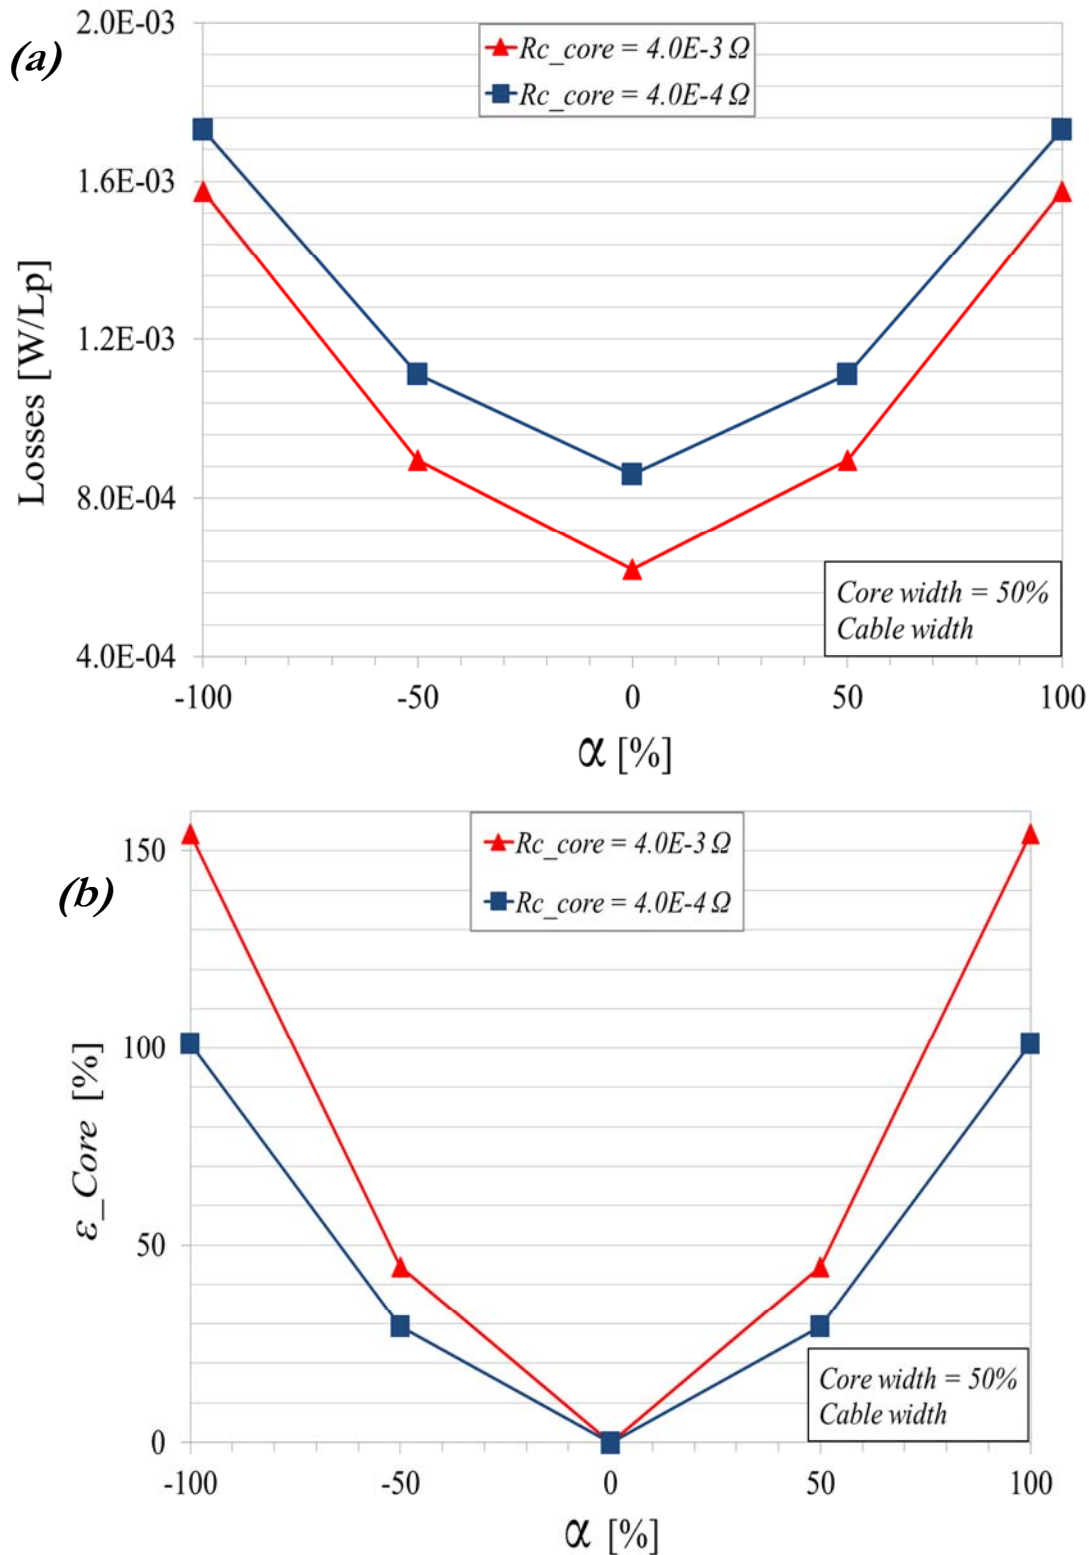 (a)
2.0E-03
Rc_core = 4.0E-3 Ω
Rc_core = 4.0E-4 Ω
1.6E-03
1.2E-03
Losses [W/Lp]
8.0E-04
Core width = 50%
Cable width
4.0E-04
-100 -50 0 50 100
α [%]
(b)
Rc_core = 4.0E-3 Ω
Rc_core = 4.0E-4 Ω
150
100
ε_Core [%]
50
Core width = 50%
Cable width
0
-100 -50 0 50 100
α [%]